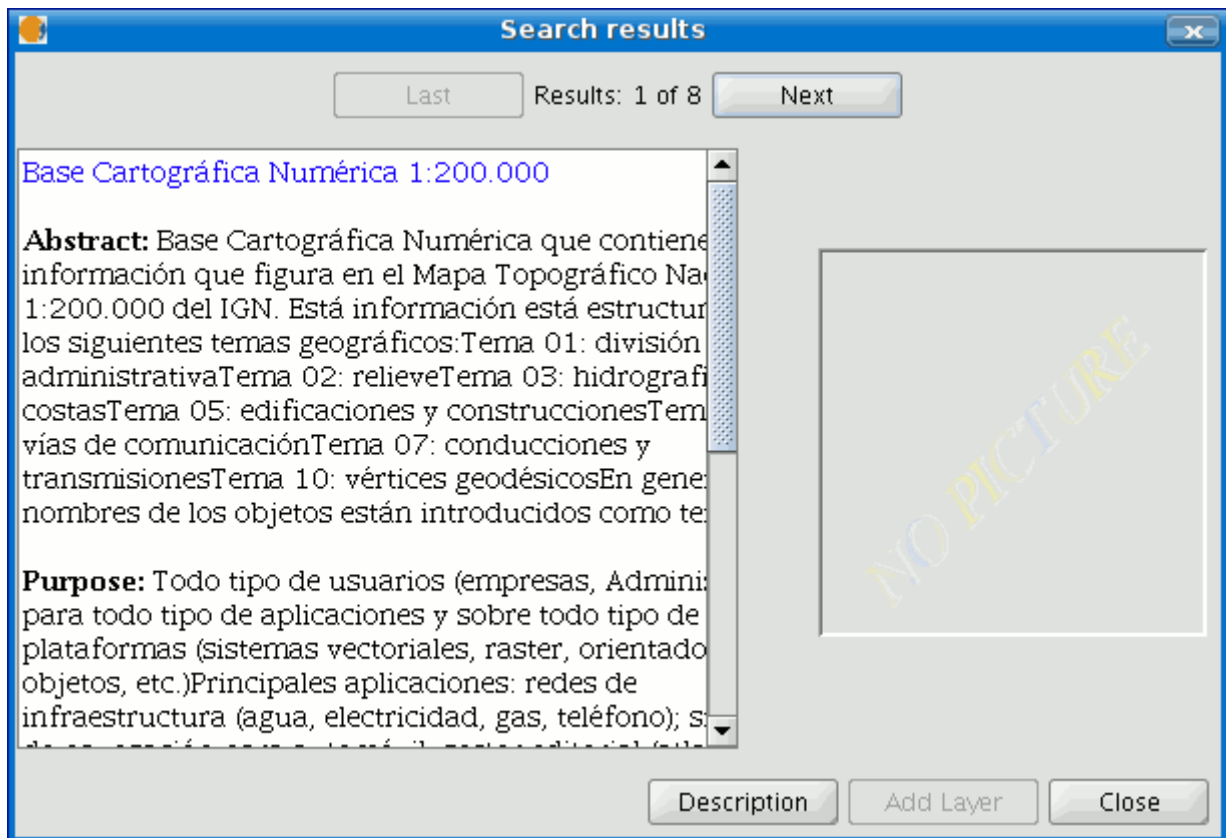 Search results
Last Results: 1 of 8 Next
Base Cartográfica Numérica 1:200.000
Abstract: Base Cartográfica Numérica que contiene
información que figura en el Mapa Topográfico Na
1:200.000 del IGN. Está información está estructur
los siguientes temas geográficos:Tema 01: división
administrativaTema 02: relieveTema 03: hidrografí
costasTema 05: edificaciones y construccionesTem
vías de comunicaciónTema 07: conducciones y
transmisionesTema 10: vértices geodésicosEn gene
nombres de los objetos están introducidos como te
Purpose: Todo tipo de usuarios (empresas, Adminis
para todo tipo de aplicaciones y sobre todo tipo de
plataformas (sistemas vectoriales, raster, orientado
objetos, etc.)Principales aplicaciones: redes de
infraestructura (agua, electricidad, gas, teléfono); s
NO PICTURE
Description Add Layer Close